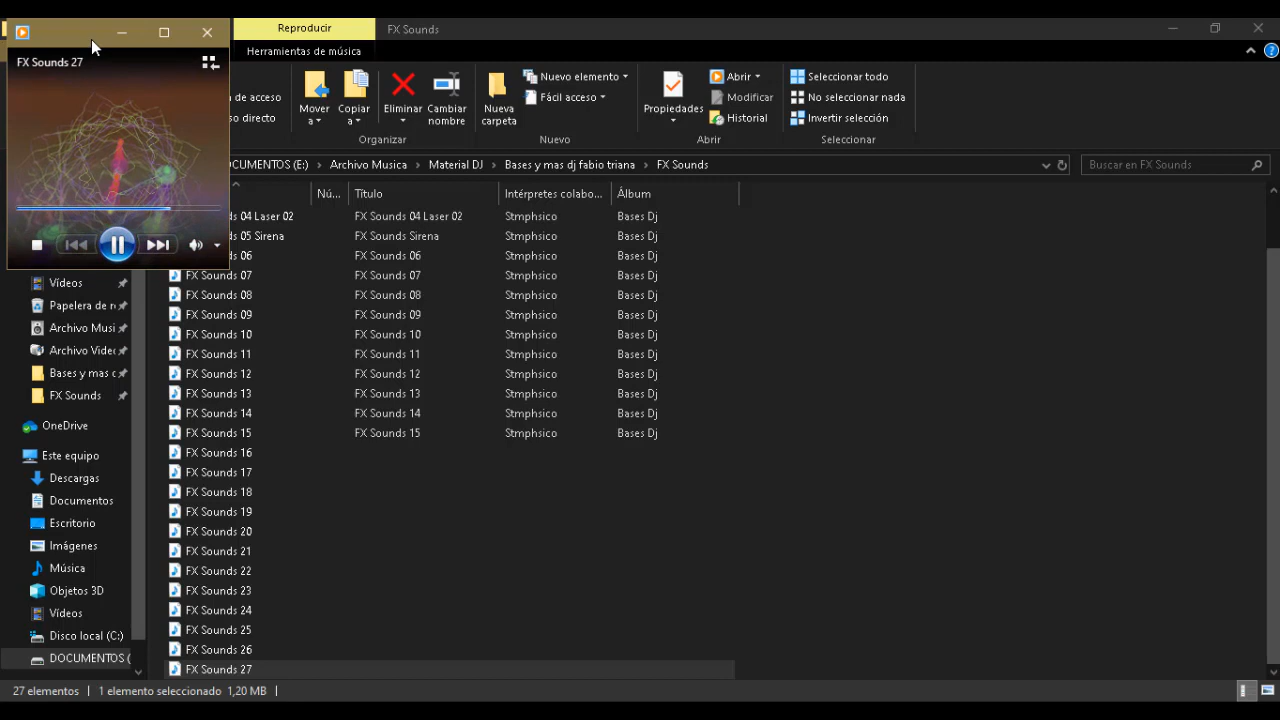 Reproducir
FX Sounds
Herramientas de música
FX Sounds 27
de acceso
so directo
Mover a
Copiar a
Eliminar
Cambiar nombre
Organizar
Nueva carpeta
Nuevo elemento
Fácil acceso
Nuevo
Propiedades
Abrir
Modificar
Historial
Abrir
Seleccionar todo
No seleccionar nada
Invertir selección
Seleccionar
CUMENTOS (E:) > Archivo Musica > Material DJ > Bases y mas dj fabio triana > FX Sounds
Buscar en FX Sounds
Nú... Título Intérpretes colabo... Álbum
ds 04 Laser 02 FX Sounds 04 Laser 02 Stmphsico Bases Dj
ds 05 Sirena FX Sounds Sirena Stmphsico Bases Dj
ds 06 FX Sounds 06 Stmphsico Bases Dj
FX Sounds 07 FX Sounds 07 Stmphsico Bases Dj
FX Sounds 08 FX Sounds 08 Stmphsico Bases Dj
FX Sounds 09 FX Sounds 09 Stmphsico Bases Dj
FX Sounds 10 FX Sounds 10 Stmphsico Bases Dj
FX Sounds 11 FX Sounds 11 Stmphsico Bases Dj
FX Sounds 12 FX Sounds 12 Stmphsico Bases Dj
FX Sounds 13 FX Sounds 13 Stmphsico Bases Dj
FX Sounds 14 FX Sounds 14 Stmphsico Bases Dj
FX Sounds 15 FX Sounds 15 Stmphsico Bases Dj
FX Sounds 16
FX Sounds 17
FX Sounds 18
FX Sounds 19
FX Sounds 20
FX Sounds 21
FX Sounds 22
FX Sounds 23
FX Sounds 24
FX Sounds 25
FX Sounds 26
FX Sounds 27
Vídeos
Papelera de r
Archivo Musi
Archivo Video
Bases y mas d
FX Sounds
OneDrive
Este equipo
Descargas
Documentos
Escritorio
Imágenes
Música
Objetos 3D
Vídeos
Disco local (C:)
DOCUMENTOS (
27 elementos | 1 elemento seleccionado 1,20 MB |